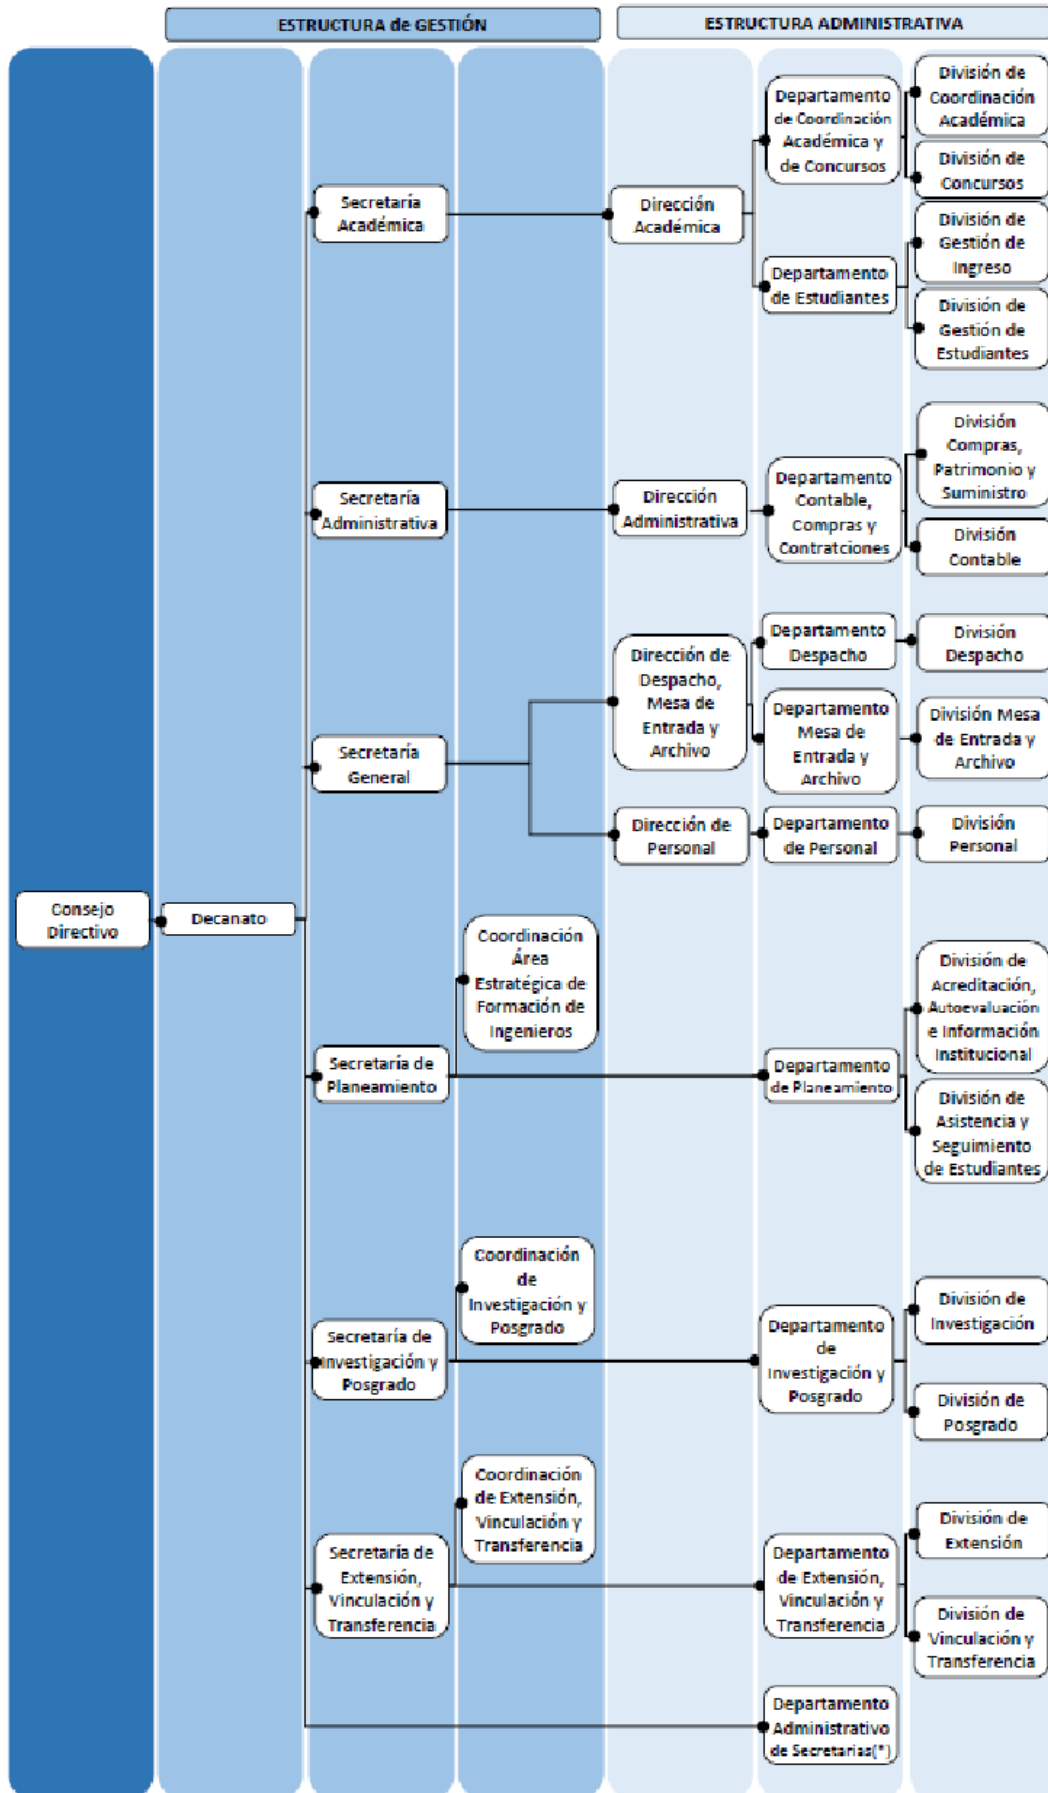 ESTRUCTURA de GESTIÓN
ESTRUCTURA ADMINISTRATIVA
Consejo
Directivo
Decanato
Secretaría
Académica
Dirección
Académica
Departamento
de Coordinación
Académica y
de Concursos
División de
Coordinación
Académica
División de
Concursos
Departamento
de Estudiantes
División de
Gestión de
Ingreso
División de
Gestión de
Estudiantes
Secretaría
Administrativa
Dirección
Administrativa
Departamento
Contable,
Compras y
Contratciones
División
Compras,
Patrimonio y
Suministro
División
Contable
Secretaría
General
Dirección de
Despacho,
Mesa de
Entrada y
Archivo
Departamento
Despacho
División
Despacho
Departamento
Mesa de
Entrada y
Archivo
División Mesa
de Entrada y
Archivo
Dirección de
Personal
Departamento
de Personal
División
Personal
Secretaría de
Planeamiento
Coordinación
Área
Estratégica de
Formación de
Ingenieros
Departamento
de Planeamiento
División de
Acreditación,
Autoevaluación
e Información
Institucional
División de
Asistencia y
Seguimiento
de Estudiantes
Secretaría de
Investigación y
Posgrado
Coordinación
de
Investigación y
Posgrado
Departamento
de
Investigación y
Posgrado
División de
Investigación
División de
Posgrado
Secretaría de
Extensión,
Vinculación y
Transferencia
Coordinación
de Extensión,
Vinculación y
Transferencia
Departamento
de Extensión,
Vinculación y
Transferencia
División de
Extensión
División de
Vinculación y
Transferencia
Departamento
Administrativo
de Secretarias(*)